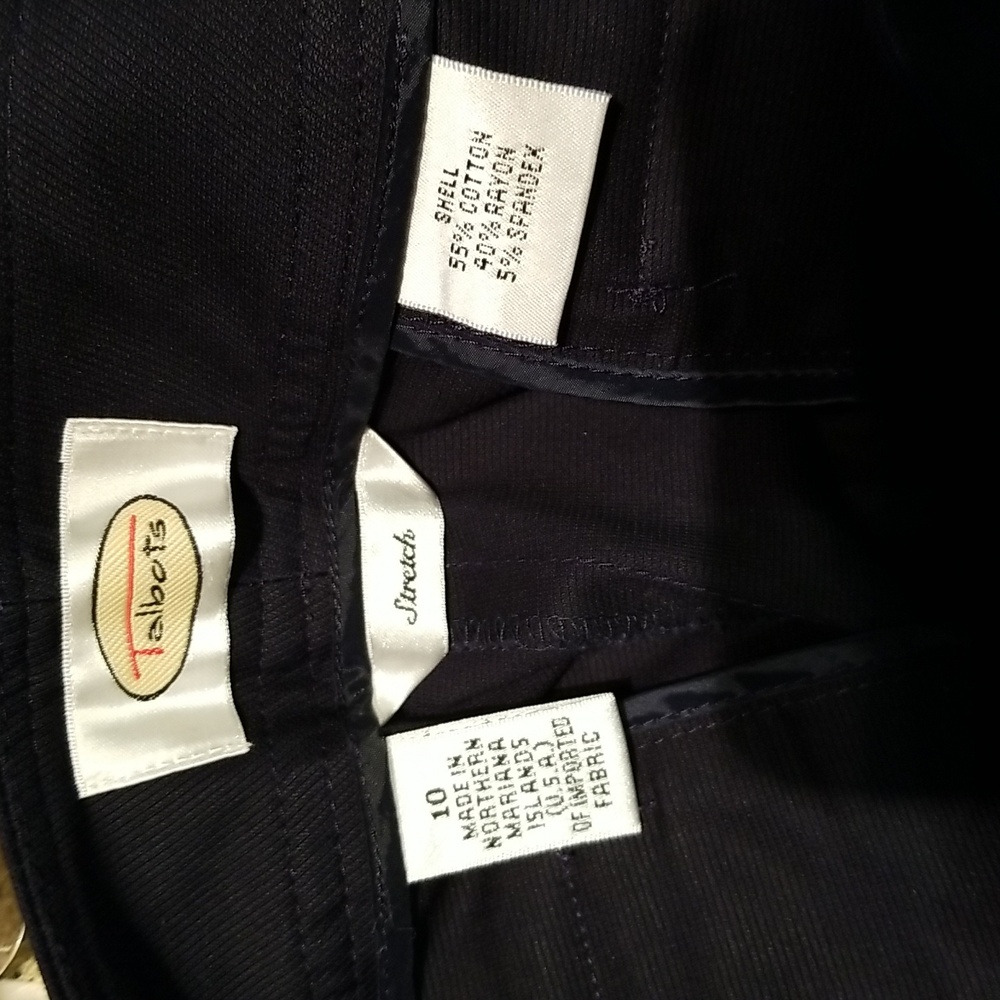 Talbots
Stretch
SHELL
55% COTTON
40% RAYON
5% SPANDEX
10
MADE IN
NORTHERN
MARIANA
ISLANDS
(U.S.A.)
OF IMPORTED
FABRIC